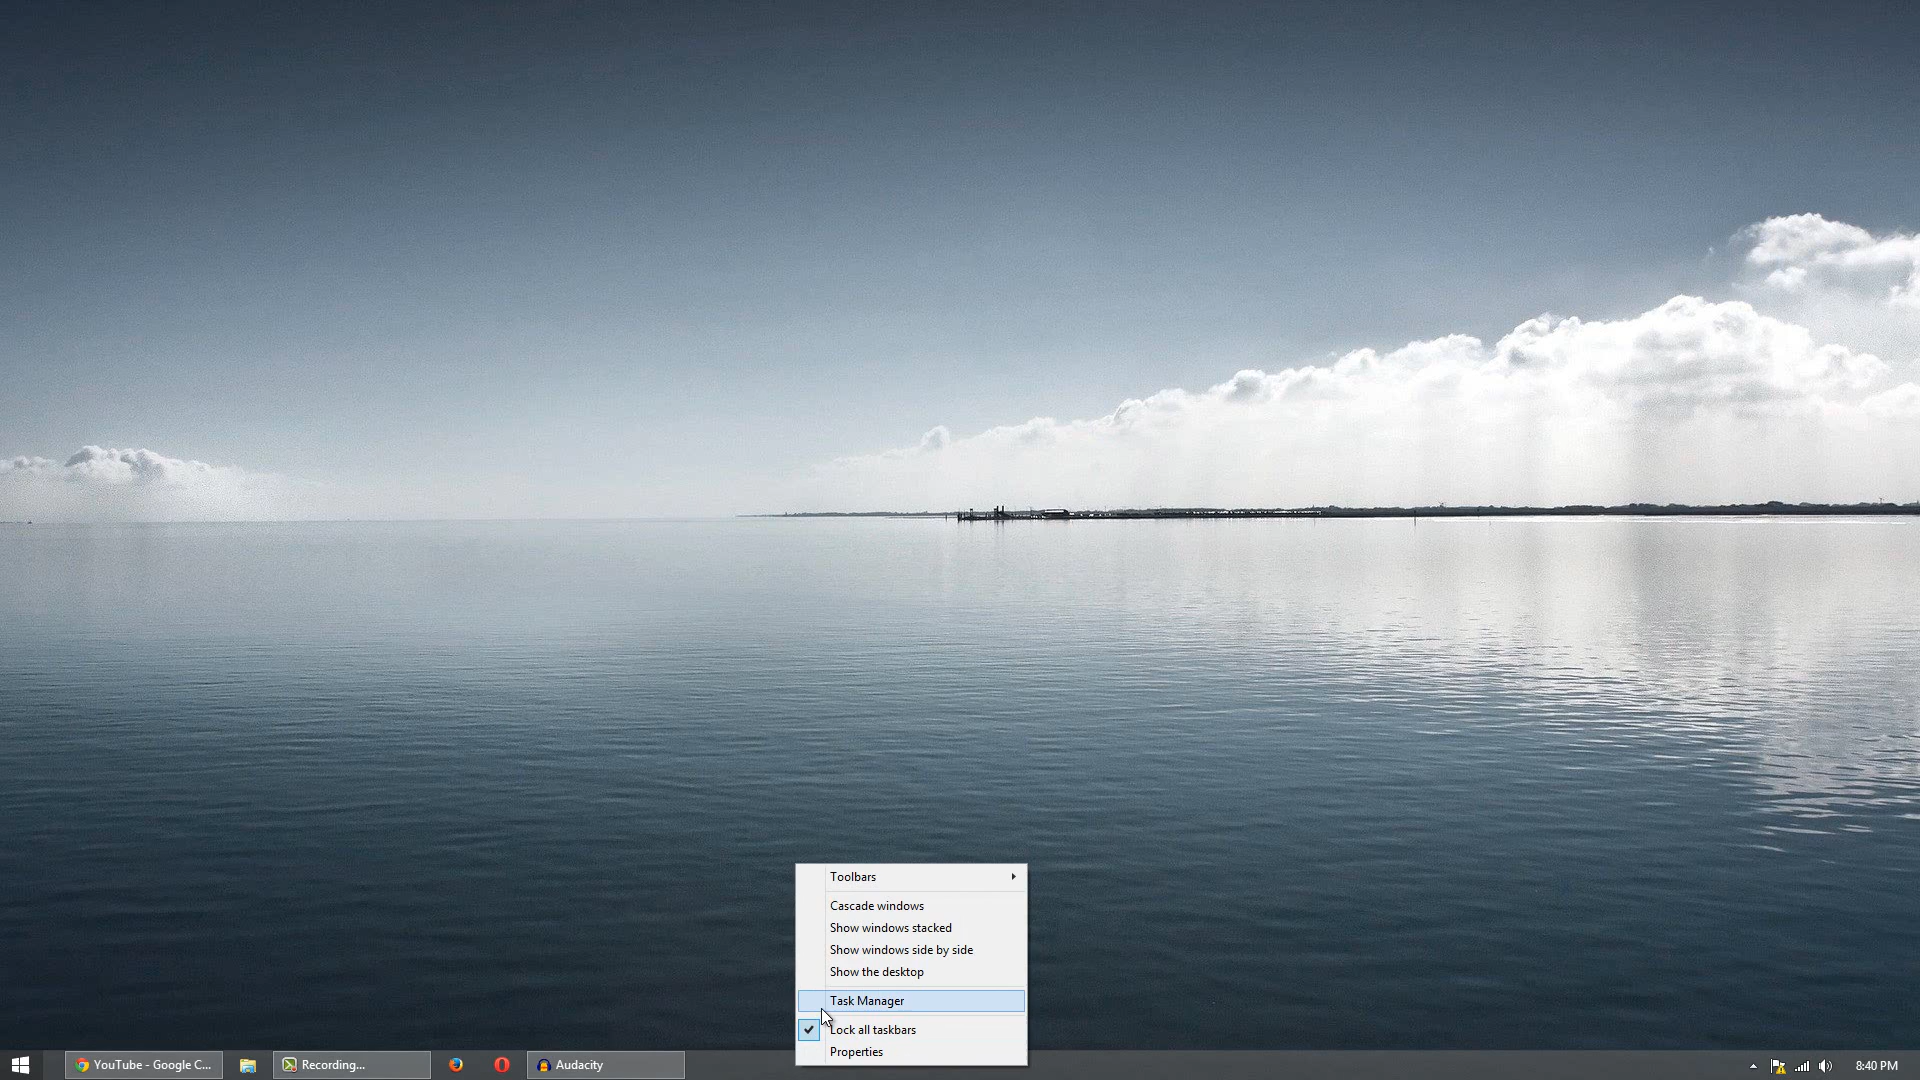 Toolbars
Cascade windows
Show windows stacked
Show windows side by side
Show the desktop
Task Manager
Lock all taskbars
Properties
YouTube - Google C...
Recording...
Audacity
8:40 PM